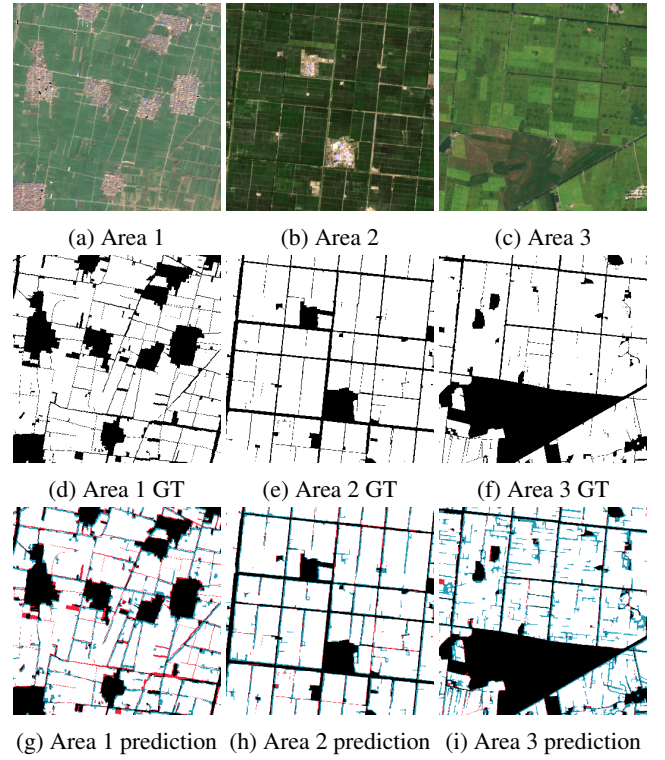 (a) Area 1 (b) Area 2 (c) Area 3
(d) Area 1 GT (e) Area 2 GT (f) Area 3 GT
(g) Area 1 prediction (h) Area 2 prediction (i) Area 3 prediction